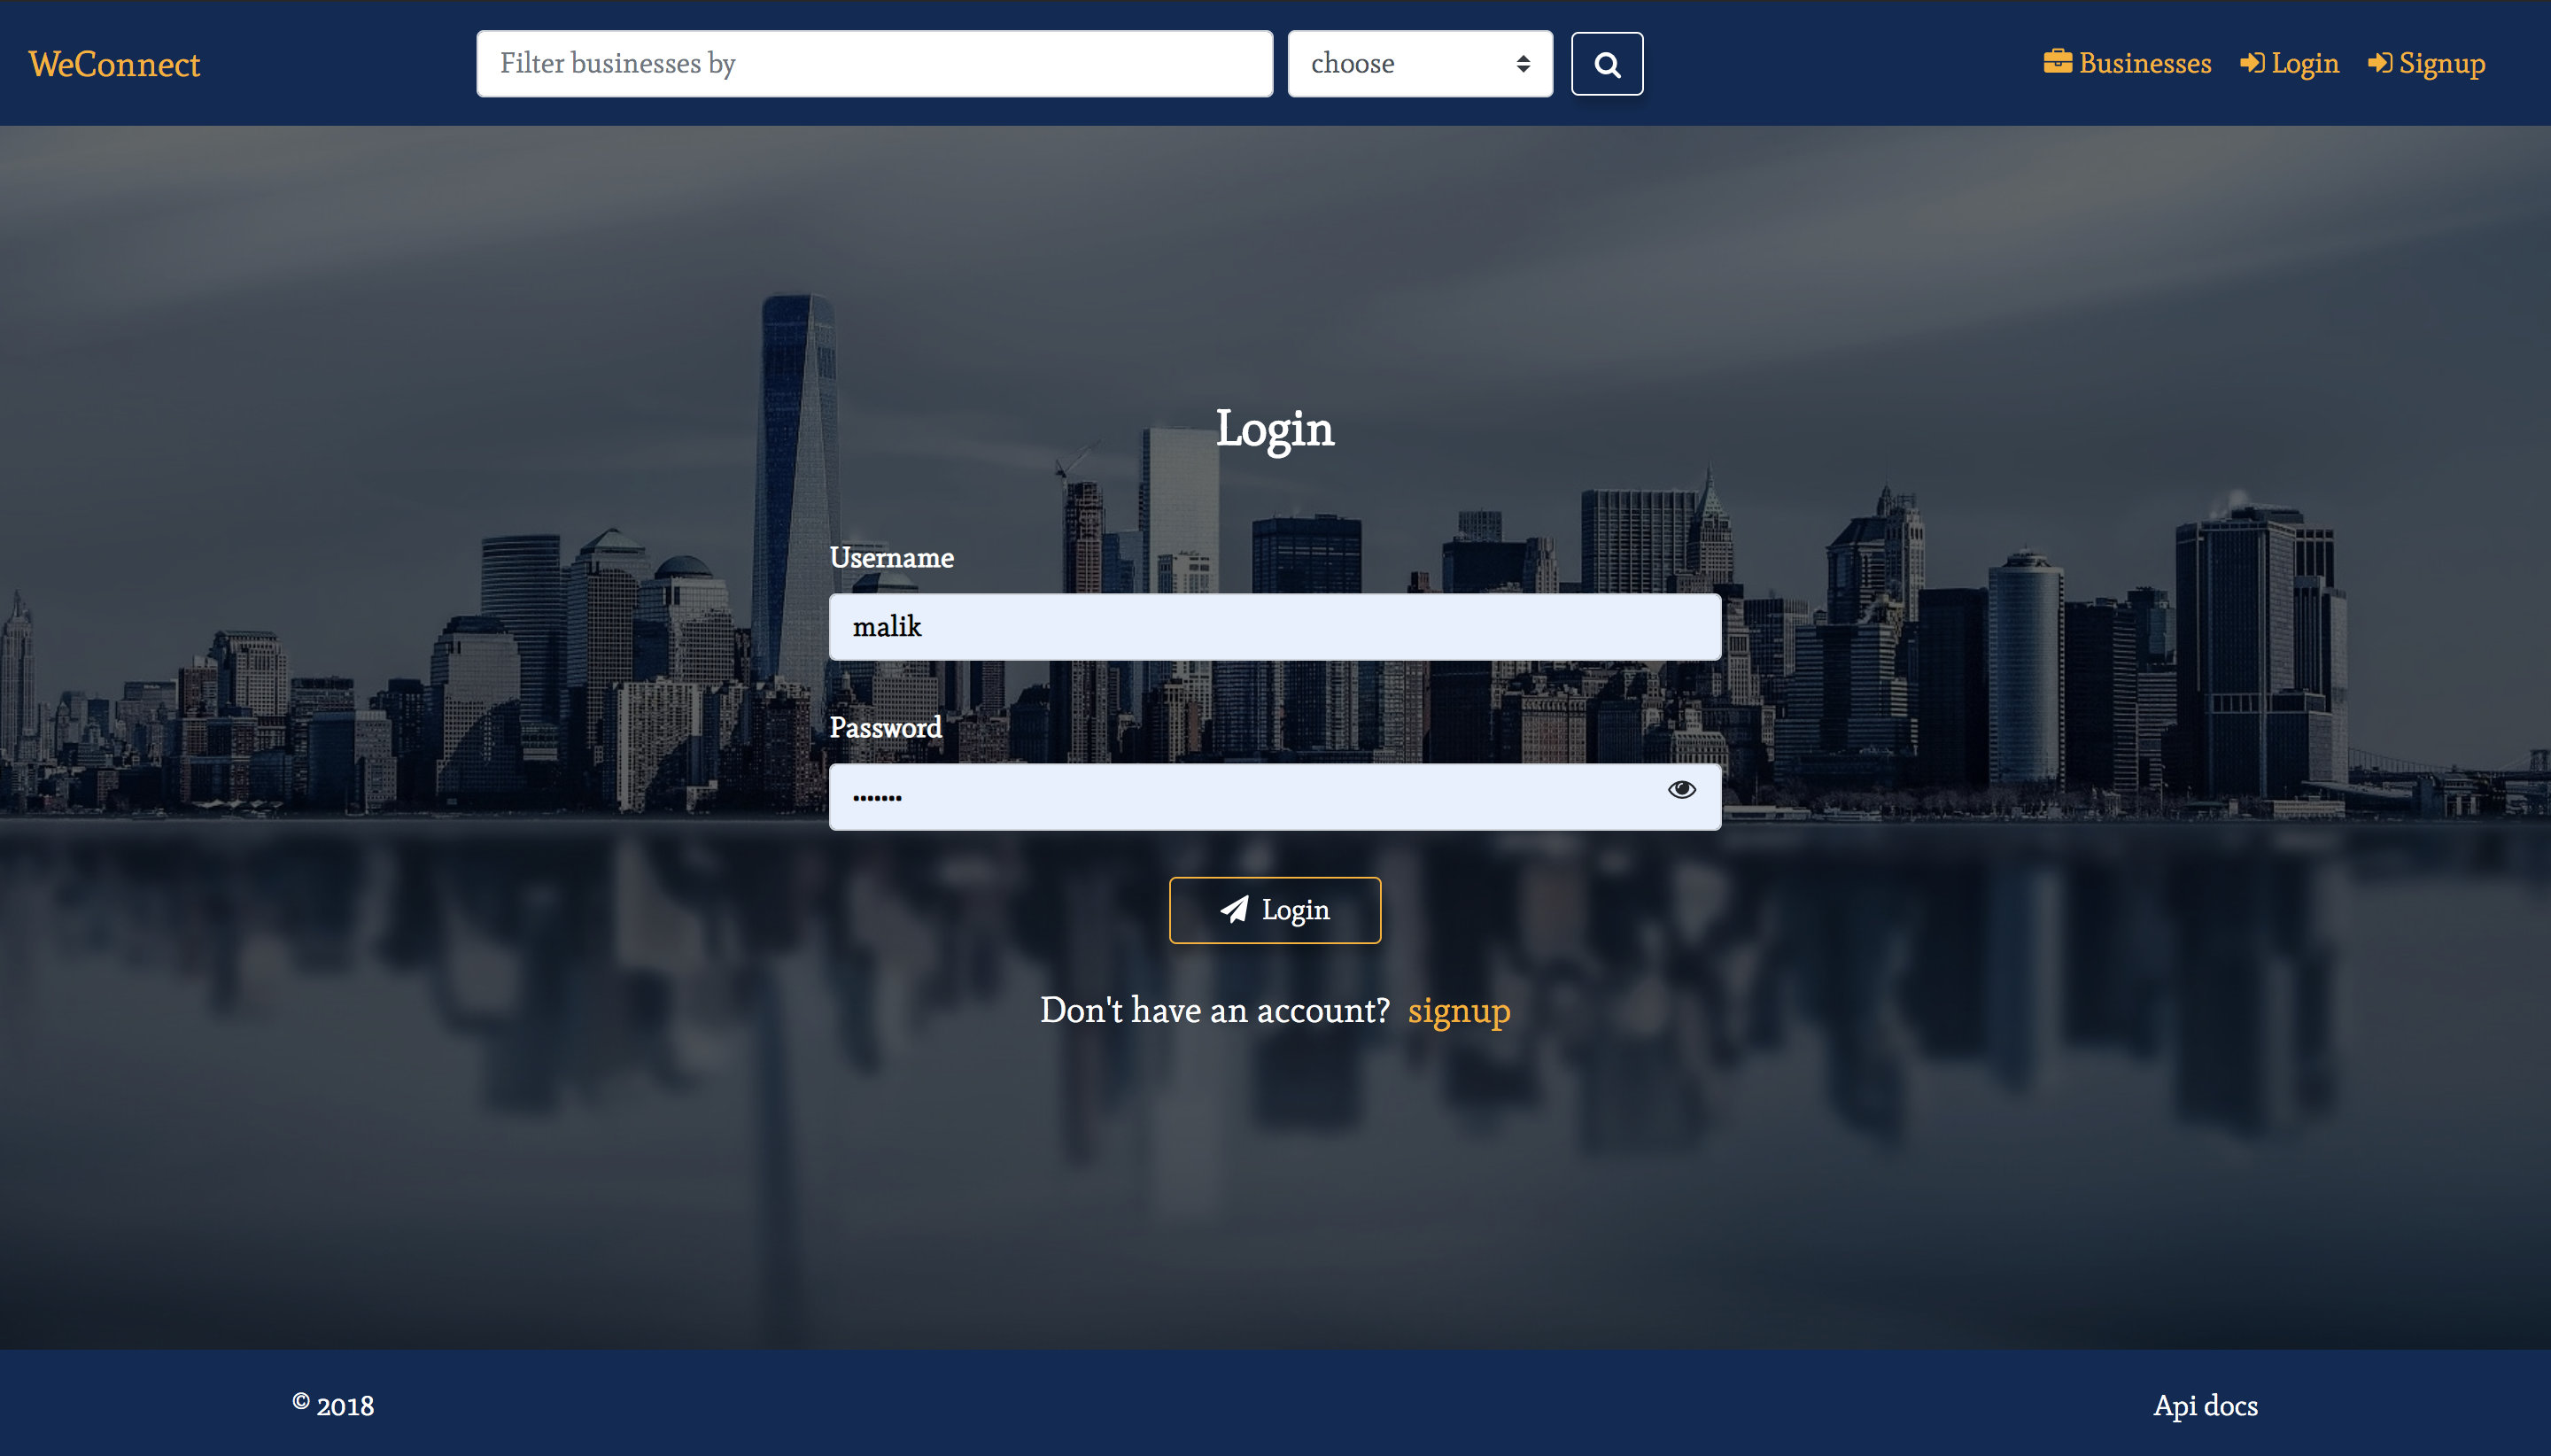 WeConnect
Filter businesses by
choose
Businesses
Login
Signup
Login
Username
malik
Password
•••••••
Login
Don't have an account? signup
© 2018
Api docs